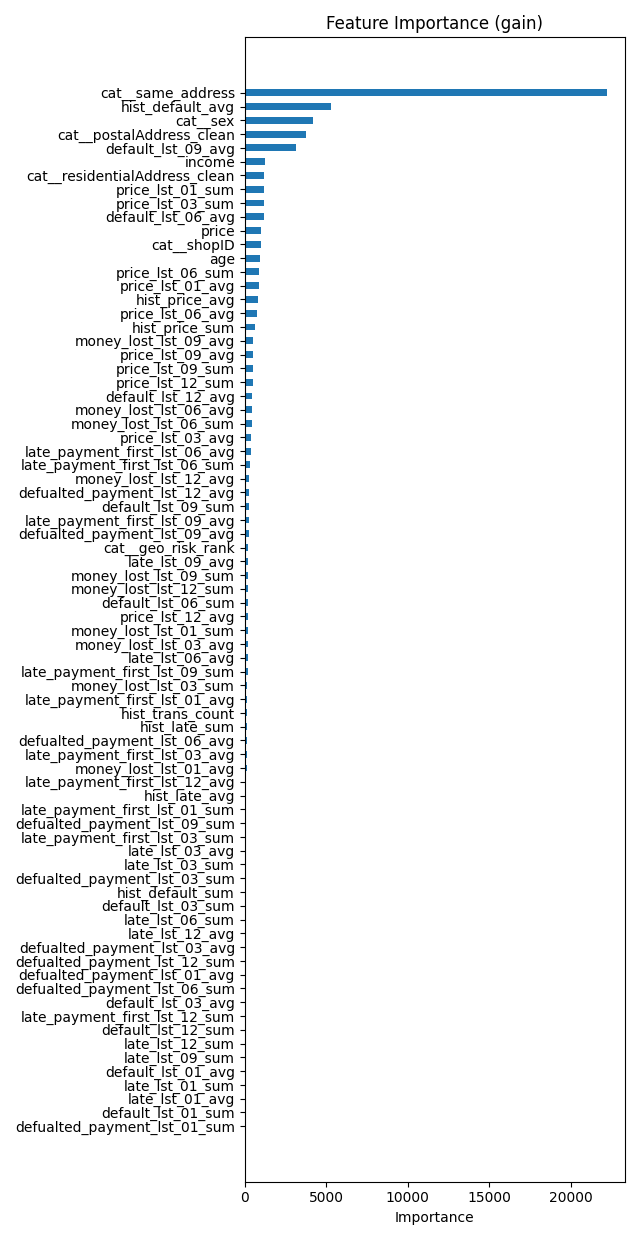 Feature Importance (gain)
cat__same_address
hist_default_avg
cat__sex
cat__postalAddress_clean
default_lst_09_avg
income
cat__residentialAddress_clean
price_lst_01_sum
price_lst_03_sum
default_lst_06_avg
price
cat__shopID
age
price_lst_06_sum
price_lst_01_avg
hist_price_avg
price_lst_06_avg
hist_price_sum
money_lost_lst_09_avg
price_lst_09_avg
price_lst_09_sum
price_lst_12_sum
default_lst_12_avg
money_lost_lst_06_avg
money_lost_lst_06_sum
price_lst_03_avg
late_payment_first_lst_06_avg
late_payment_first_lst_06_sum
money_lost_lst_12_avg
defualted_payment_lst_12_avg
default_lst_09_sum
late_payment_first_lst_09_avg
defualted_payment_lst_09_avg
cat__geo_risk_rank
late_lst_09_avg
money_lost_lst_09_sum
money_lost_lst_12_sum
default_lst_06_sum
price_lst_12_avg
money_lost_lst_01_sum
money_lost_lst_03_avg
late_lst_06_avg
late_payment_first_lst_09_sum
money_lost_lst_03_sum
late_payment_first_lst_01_avg
hist_trans_count
hist_late_sum
defualted_payment_lst_06_avg
late_payment_first_lst_03_avg
money_lost_lst_01_avg
late_payment_first_lst_12_avg
hist_late_avg
late_payment_first_lst_01_sum
defualted_payment_lst_09_sum
late_payment_first_lst_03_sum
late_lst_03_avg
late_lst_03_sum
defualted_payment_lst_03_sum
hist_default_sum
default_lst_03_sum
late_lst_06_sum
late_lst_12_avg
defualted_payment_lst_03_avg
defualted_payment_lst_12_sum
defualted_payment_lst_01_avg
defualted_payment_lst_06_sum
default_lst_03_avg
late_payment_first_lst_12_sum
default_lst_12_sum
late_lst_12_sum
late_lst_09_sum
default_lst_01_avg
late_lst_01_sum
late_lst_01_avg
default_lst_01_sum
defualted_payment_lst_01_sum
0 5000 10000 15000 20000
Importance